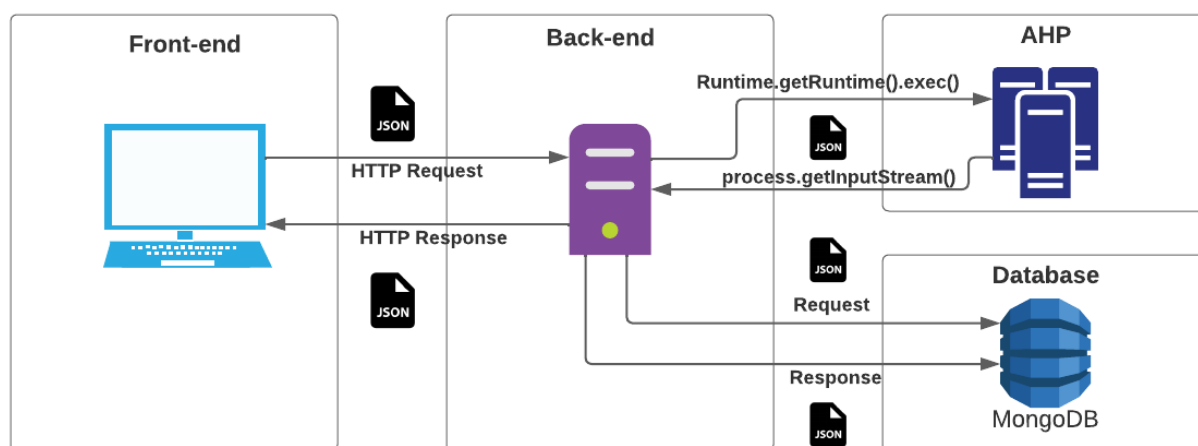 Front-end
Back-end
AHP
Runtime.getRuntime().exec()
JSON
JSON
HTTP Request
process.getInputStream()
HTTP Response
JSON
JSON
Database
Request
Response
JSON
MongoDB